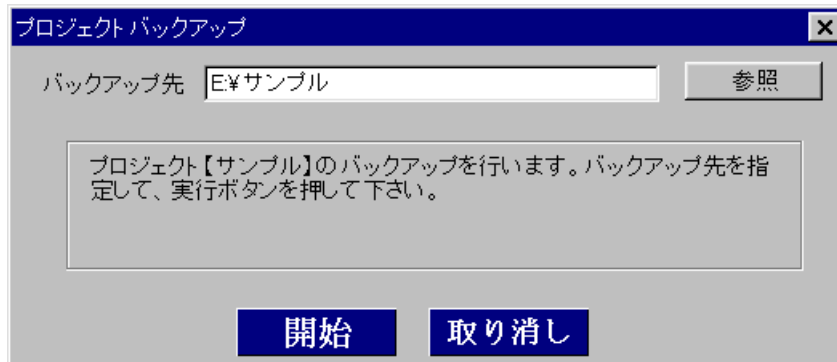 プロジェクト バックアップ
バックアップ先 E:¥サンプル 参照
プロジェクト【サンプル】のバックアップを行います。バックアップ先を指
定して、実行ボタンを押して下さい。
開始 取り消し